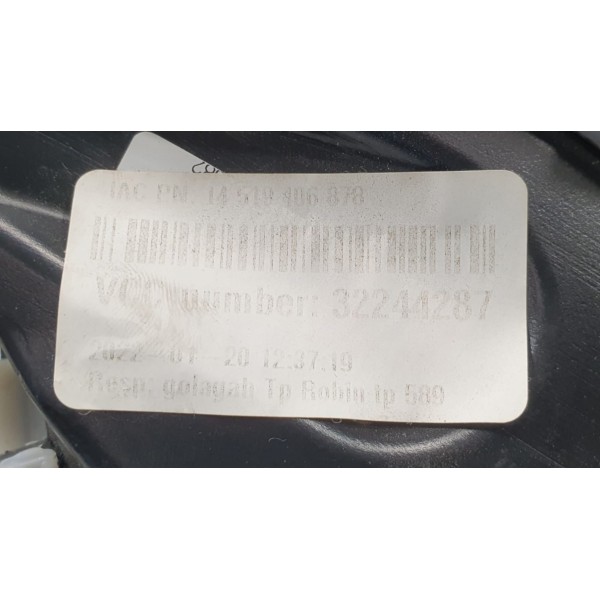 IAC PN 14 519 406 878
VCC number: 32244287
2022-01-20 12:37:19
Resp. golagah Tp Robin tp 589